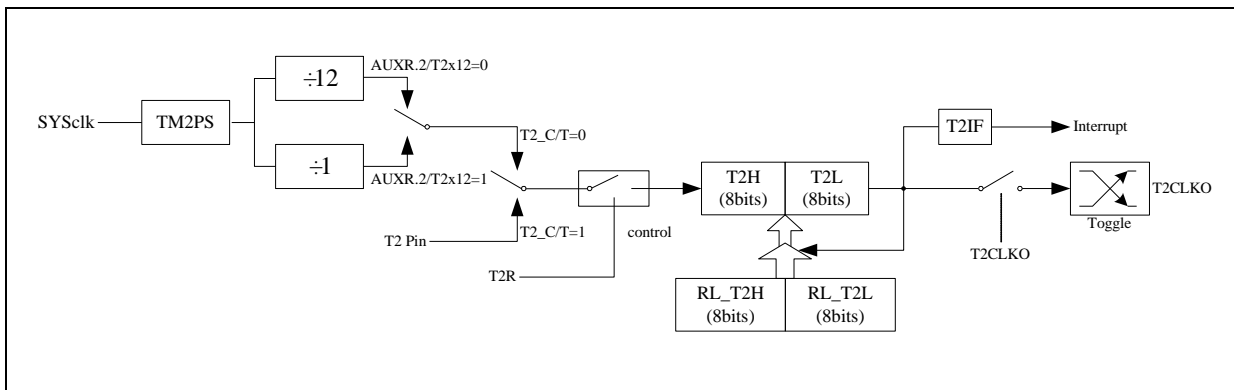 SYSclk
TM2PS
÷12
÷1
AUXR.2/T2x12=0
AUXR.2/T2x12=1
T2_C/T=0
T2_C/T=1
T2 Pin
T2R
control
T2H
(8bits)
T2L
(8bits)
RL_T2H
(8bits)
RL_T2L
(8bits)
T2IF
Interrupt
T2CLKO
Toggle
T2CLKO